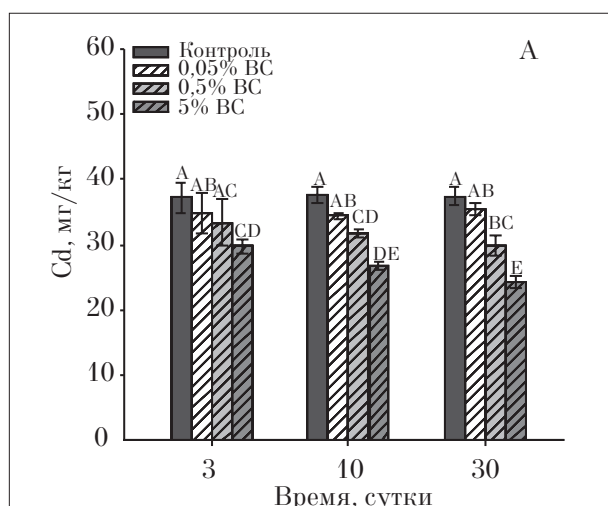 А
60
50
40
30
20
10
0
Cd, мг/кг
Контроль
0,05% ВС
0,5% ВС
5% ВС
A AB AC CD
A AB CD DE
A AB BC E
3 10 30
Время, сутки